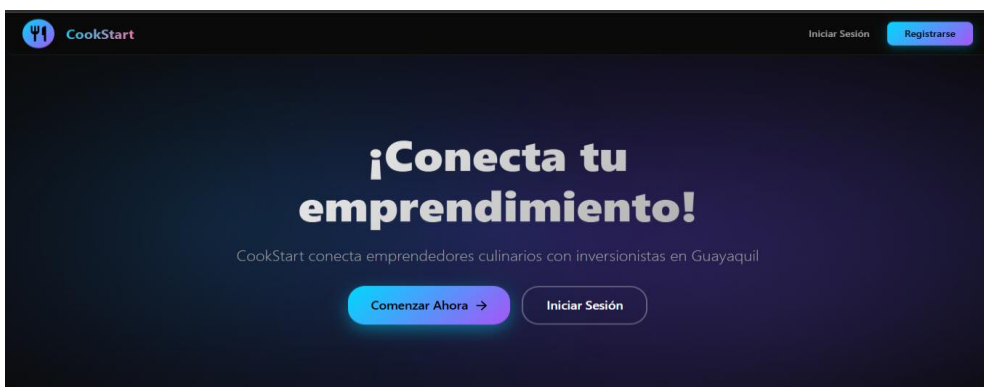 CookStart
Iniciar Sesión
Registrarse
¡Conecta tu
emprendimiento!
CookStart conecta emprendedores culinarios con inversionistas en Guayaquil
Comenzar Ahora →
Iniciar Sesión